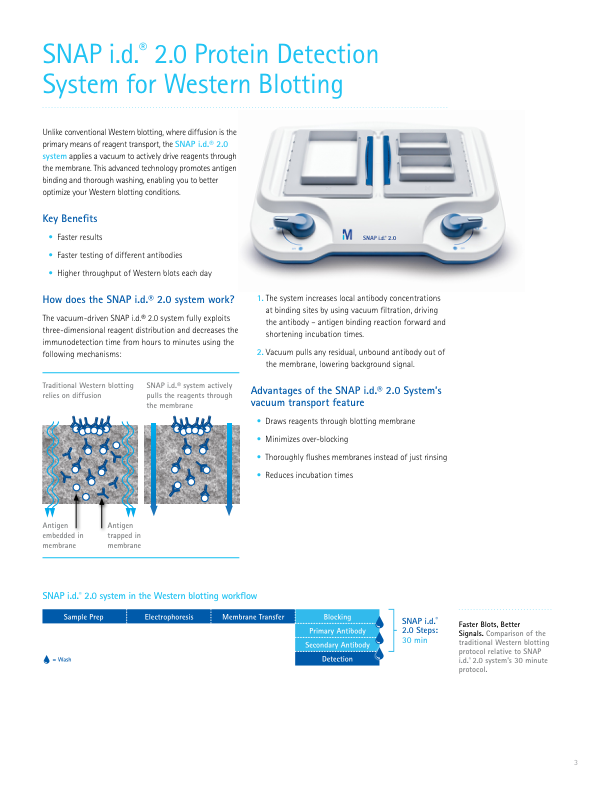 SNAP i.d.® 2.0 Protein Detection
System for Western Blotting
Unlike conventional Western blotting, where diffusion is the
primary means of reagent transport, the SNAP i.d.® 2.0
system applies a vacuum to actively drive reagents through
the membrane. This advanced technology promotes antigen
binding and thorough washing, enabling you to better
optimize your Western blotting conditions.
Key Benefits
• Faster results
• Faster testing of different antibodies
• Higher throughput of Western blots each day
How does the SNAP i.d.® 2.0 system work?
The vacuum-driven SNAP i.d.® 2.0 system fully exploits
three-dimensional reagent distribution and decreases the
immunodetection time from hours to minutes using the
following mechanisms:
Traditional Western blotting
relies on diffusion
SNAP i.d.® system actively
pulls the reagents through
the membrane
Antigen
embedded in
membrane
Antigen
trapped in
membrane
M
SNAP i.d.® 2.0
1. The system increases local antibody concentrations
at binding sites by using vacuum filtration, driving
the antibody – antigen binding reaction forward and
shortening incubation times.
2. Vacuum pulls any residual, unbound antibody out of
the membrane, lowering background signal.
Advantages of the SNAP i.d.® 2.0 System's
vacuum transport feature
• Draws reagents through blotting membrane
• Minimizes over-blocking
• Thoroughly flushes membranes instead of just rinsing
• Reduces incubation times
SNAP i.d.® 2.0 system in the Western blotting workflow
Sample Prep
Electrophoresis
Membrane Transfer
Blocking
Primary Antibody
Secondary Antibody
Detection
= Wash
SNAP i.d.®
2.0 Steps:
30 min
Faster Blots, Better
Signals. Comparison of the
traditional Western blotting
protocol relative to SNAP
i.d.® 2.0 system's 30 minute
protocol.
3